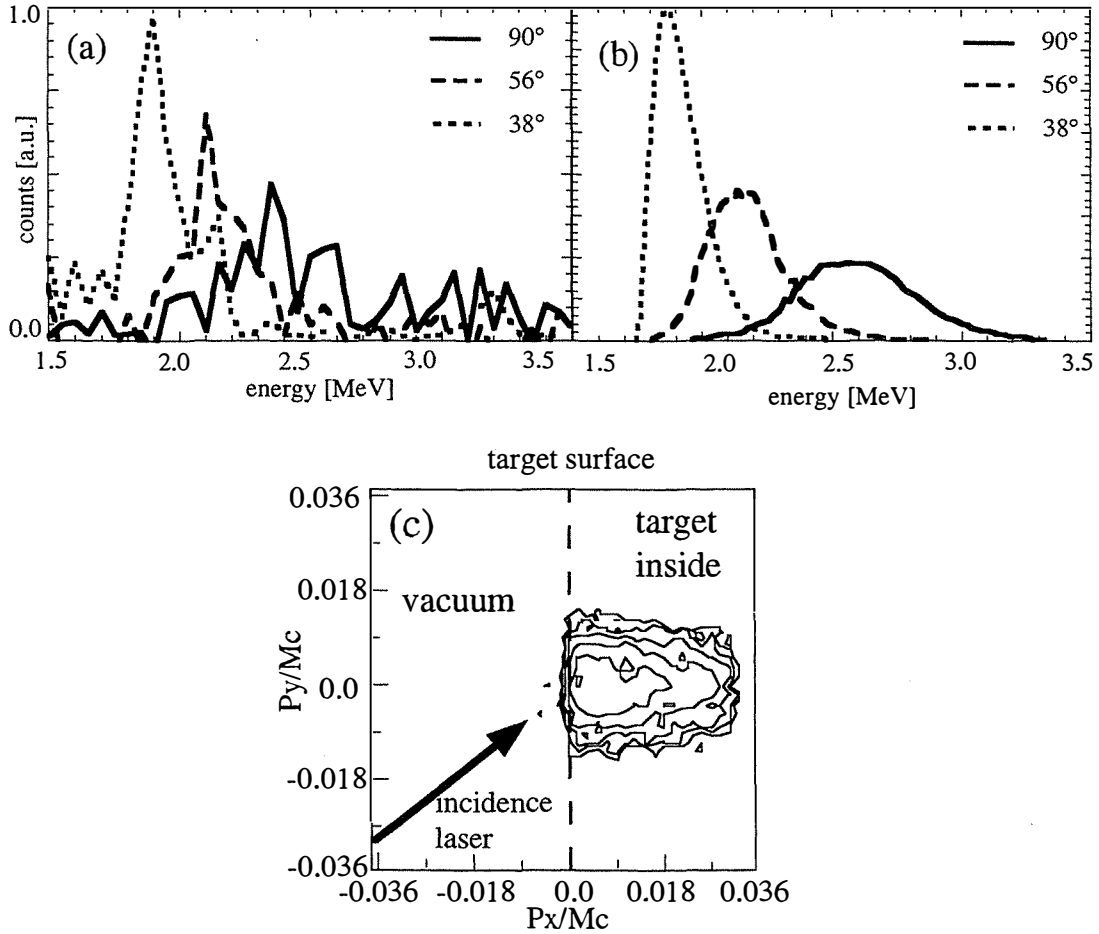 1.0
(a)
90°
56°
38°
counts [a.u.]
0.0
1.5
2.0
2.5
3.0
3.5
energy [MeV]
(b)
90°
56°
38°
1.5
2.0
2.5
3.0
3.5
energy [MeV]
target surface
0.036
(c)
target
inside
0.018
vacuum
Py/Mc
0.0
-0.018
incidence
laser
-0.036
-0.036
-0.018
0.0
0.018
0.036
Px/Mc